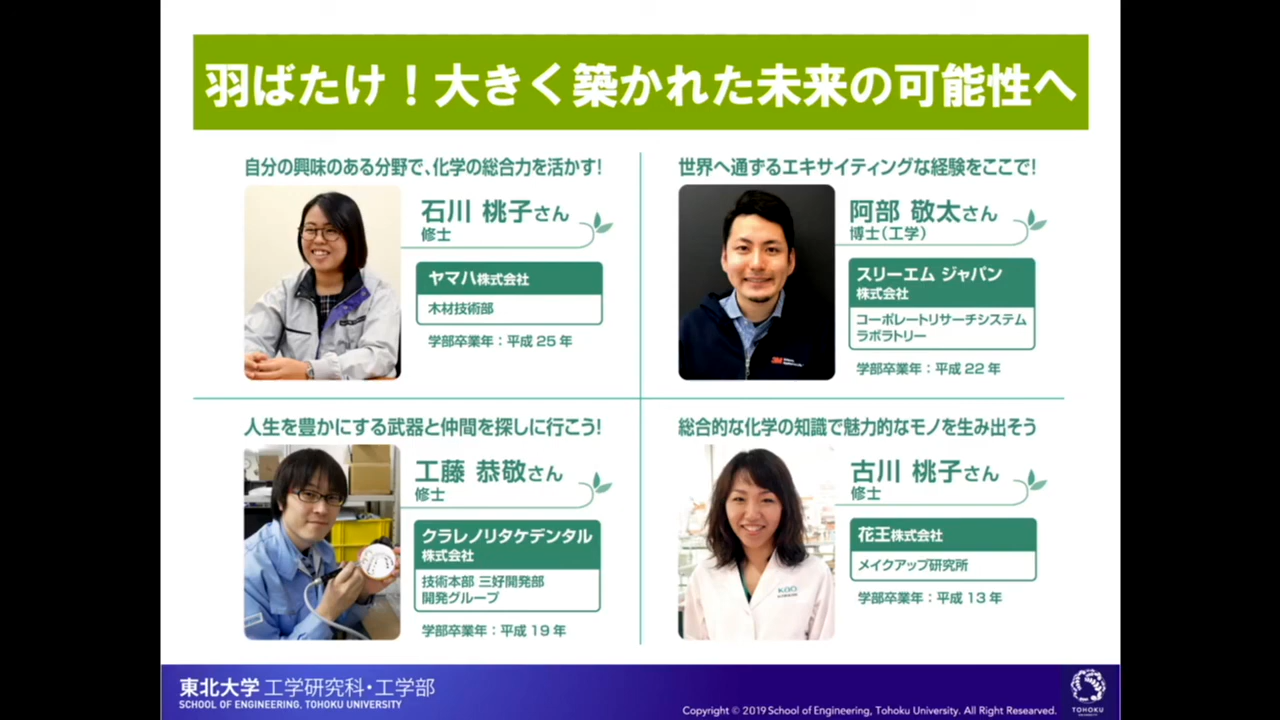 羽ばたけ！大きく築かれた未来の可能性へ
自分の興味のある分野で、化学の総合力を活かす!
石川 桃子さん
修士
ヤマハ株式会社
木材技術部
学部卒業年：平成25年
世界へ通ずるエキサイティングな経験をここで!
阿部 敬太さん
博士(工学)
スリーエム ジャパン
株式会社
コーポレートリサーチシステム
ラボラトリー
学部卒業年：平成22年
3M
人生を豊かにする武器と仲間を探しに行こう!
工藤 恭敬さん
修士
クラレノリタケデンタル
株式会社
技術本部 三好開発部
開発グループ
学部卒業年：平成19年
総合的な化学の知識で魅力的なモノを生み出そう
古川 桃子さん
修士
花王株式会社
メイクアップ研究所
学部卒業年：平成13年
KAO
東北大学 工学研究科・工学部
SCHOOL OF ENGINEERING, TOHOKU UNIVERSITY
Copyright © 2019 School of Engineering, Tohoku University. All Right Reserved.
TOHOKU